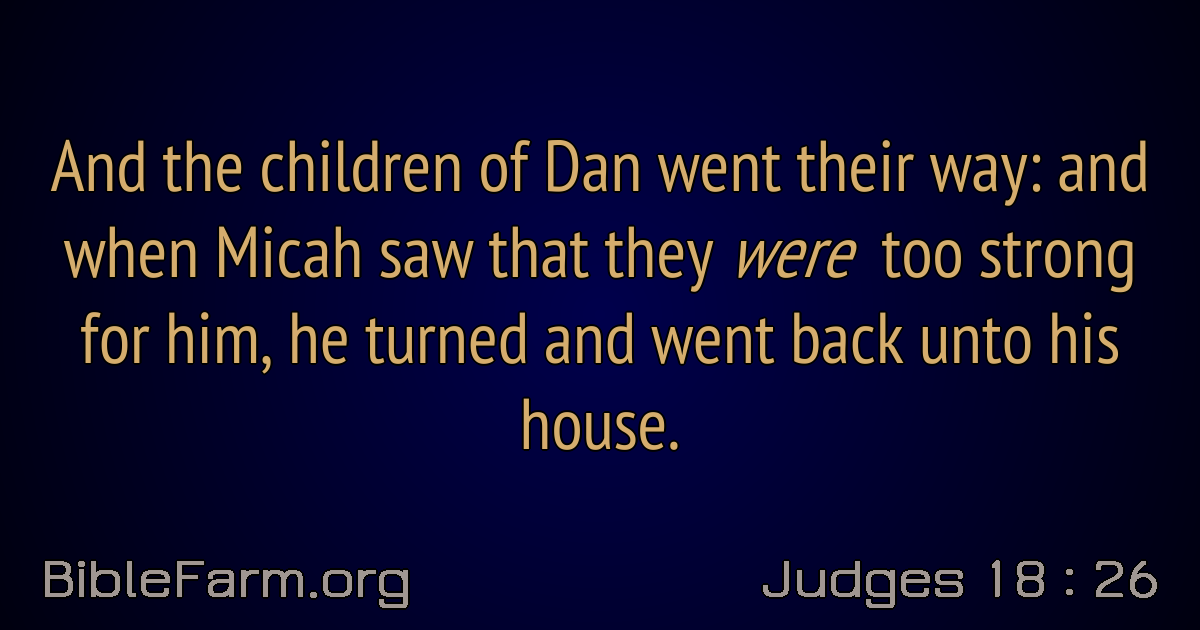 And the children of Dan went their way: and
when Micah saw that they were too strong
for him, he turned and went back unto his
house.
BibleFarm.org
Judges 18 : 26